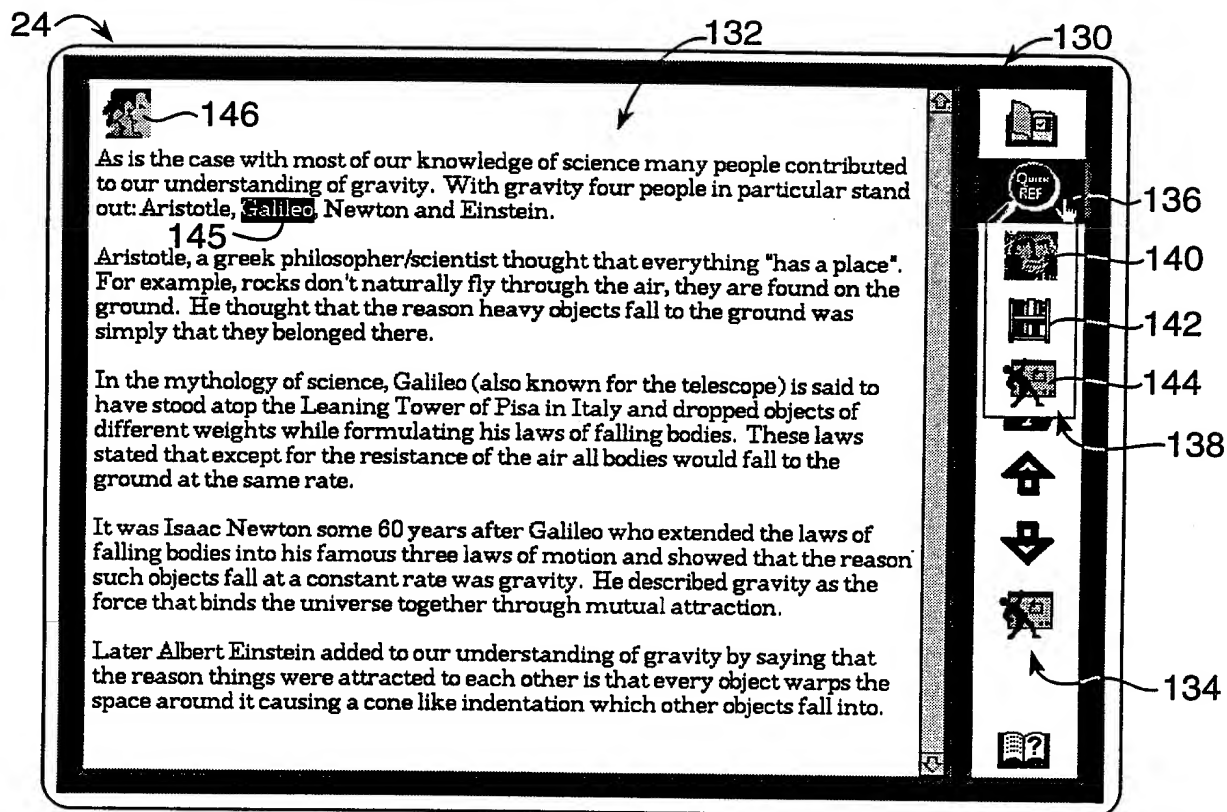 24
132
130
146
As is the case with most of our knowledge of science many people contributed
to our understanding of gravity. With gravity four people in particular stand
out: Aristotle, Galileo, Newton and Einstein.
145
QUICK
REF
136
Aristotle, a greek philosopher/scientist thought that everything "has a place".
For example, rocks don't naturally fly through the air, they are found on the
ground. He thought that the reason heavy objects fall to the ground was
simply that they belonged there.
140
142
In the mythology of science, Galileo (also known for the telescope) is said to
have stood atop the Leaning Tower of Pisa in Italy and dropped objects of
different weights while formulating his laws of falling bodies. These laws
stated that except for the resistance of the air all bodies would fall to the
ground at the same rate.
144
138
It was Isaac Newton some 60 years after Galileo who extended the laws of
falling bodies into his famous three laws of motion and showed that the reason
such objects fall at a constant rate was gravity. He described gravity as the
force that binds the universe together through mutual attraction.
Later Albert Einstein added to our understanding of gravity by saying that
the reason things were attracted to each other is that every object warps the
space around it causing a cone like indentation which other objects fall into.
134
?